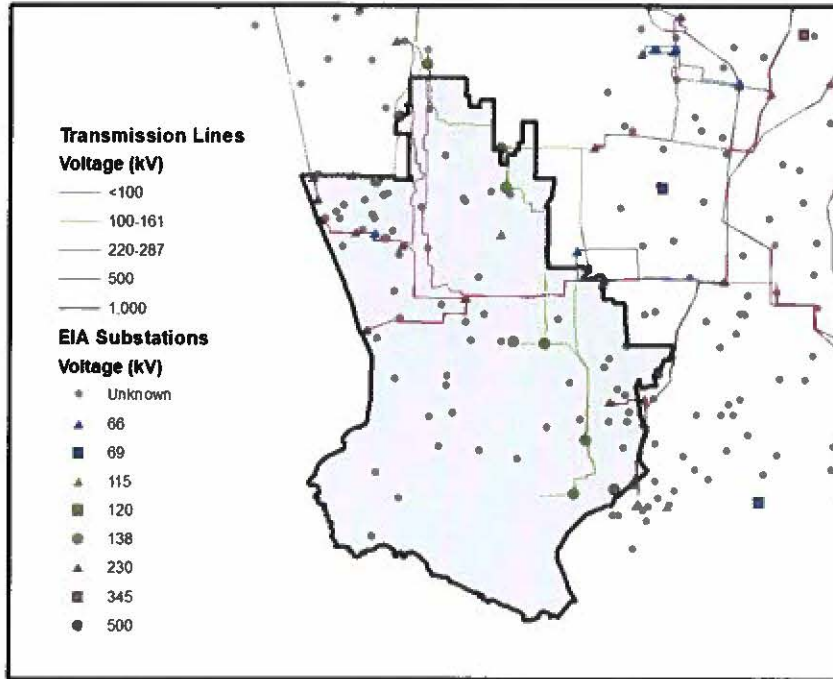 Transmission Lines
Voltage (kV)
<100
100-161
220-287
500
1,000
EIA Substations
Voltage (kV)
Unknown
66
69
115
120
138
230
345
500